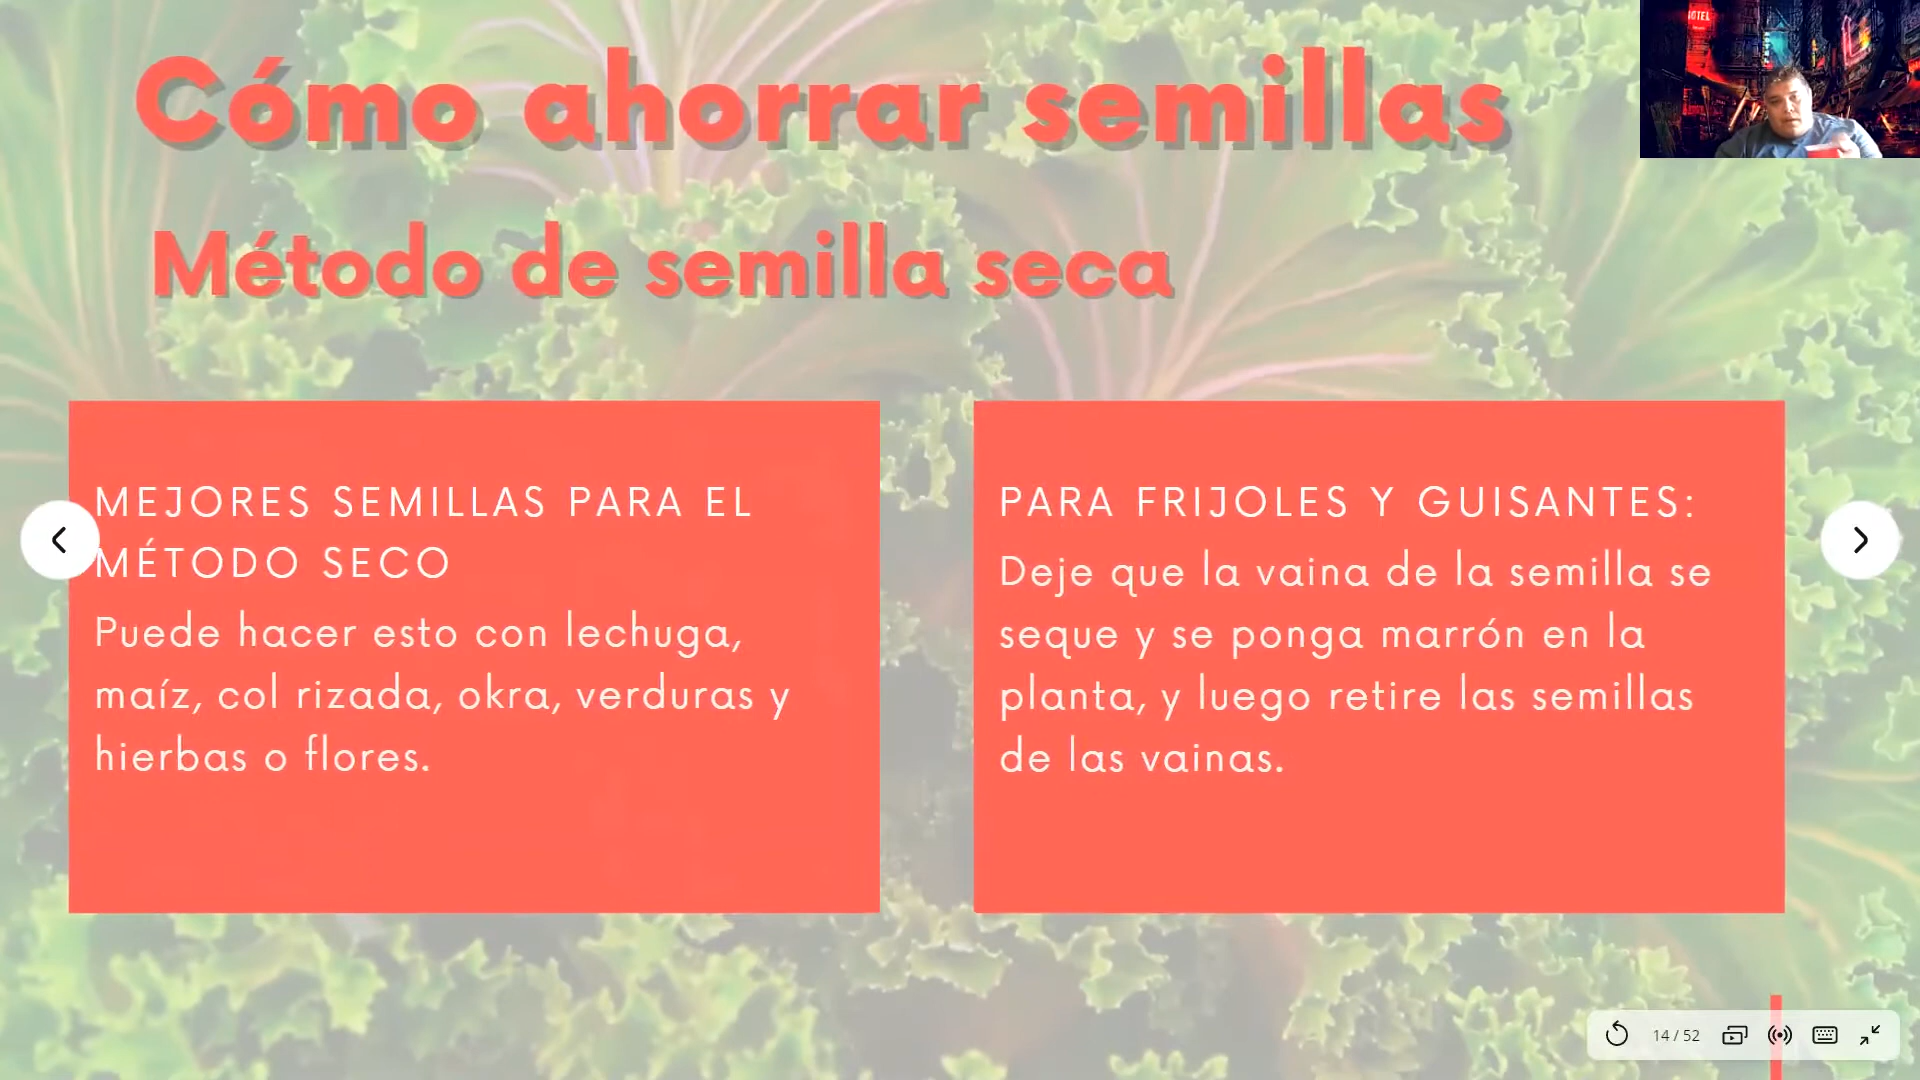 Cómo ahorrar semillas
HOTEL
Método de semilla seca
MEJORES SEMILLAS PARA EL
MÉTODO SECO
Puede hacer esto con lechuga,
maíz, col rizada, okra, verduras y
hierbas o flores.
PARA FRIJOLES Y GUISANTES:
Deje que la vaina de la semilla se
seque y se ponga marrón en la
planta, y luego retire las semillas
de las vainas.
14 / 52